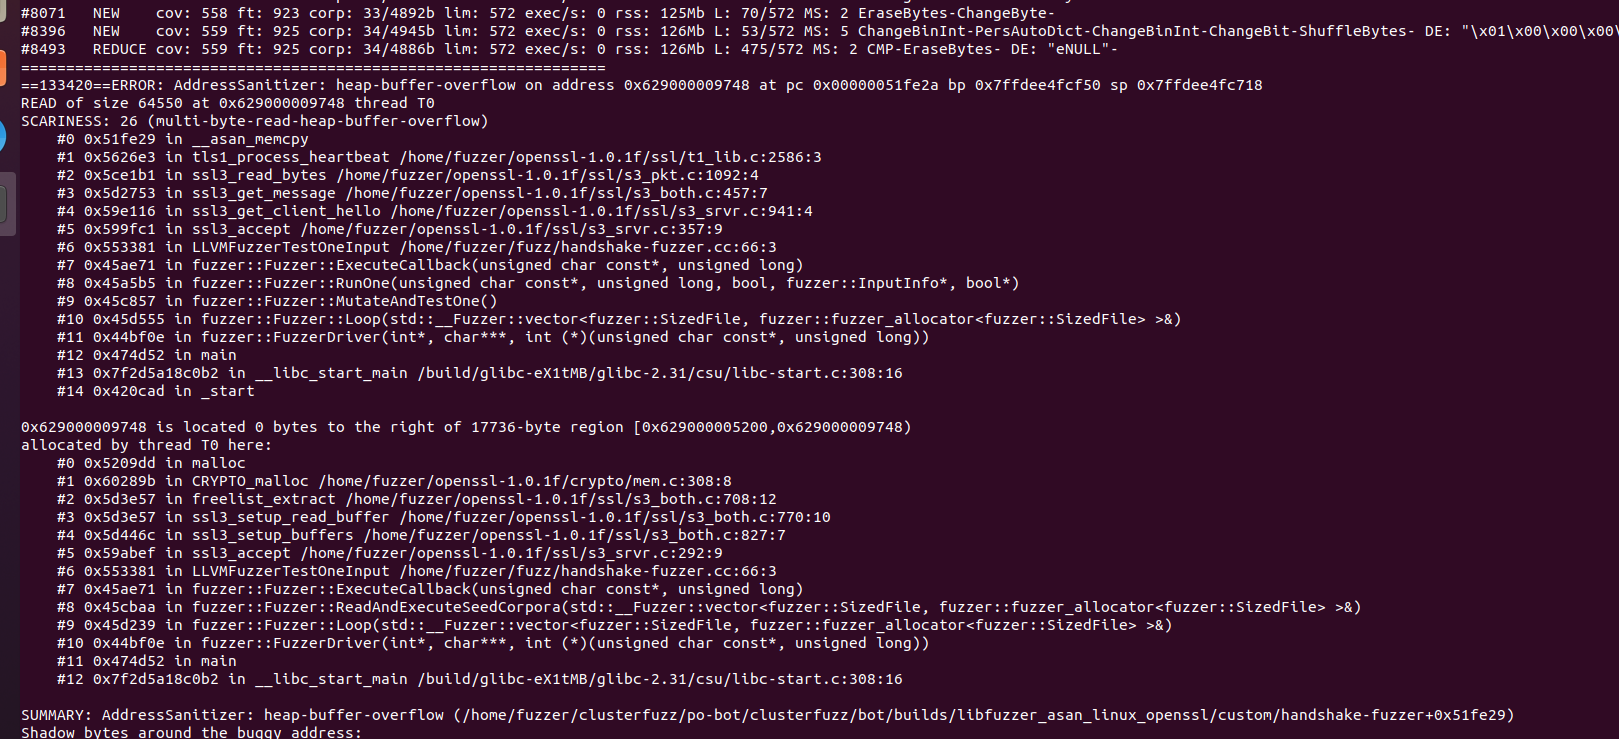 #8071   NEW    cov: 558 ft: 923 corp: 33/4892b lim: 572 exec/s: 0 rss: 125Mb L: 70/572 MS: 2 EraseBytes-ChangeByte-
#8396   NEW    cov: 559 ft: 925 corp: 34/4945b lim: 572 exec/s: 0 rss: 126Mb L: 53/572 MS: 5 ChangeBinInt-PersAutoDict-ChangeBinInt-ChangeBit-ShuffleBytes- DE: "\x01\x00\x00\x00\
#8493   REDUCE cov: 559 ft: 925 corp: 34/4886b lim: 572 exec/s: 0 rss: 126Mb L: 475/572 MS: 2 CMP-EraseBytes- DE: "eNULL"-
=================================================================
==133420==ERROR: AddressSanitizer: heap-buffer-overflow on address 0x629000009748 at pc 0x00000051fe2a bp 0x7ffdee4fcf50 sp 0x7ffdee4fc718
READ of size 64550 at 0x629000009748 thread T0
SCARINESS: 26 (multi-byte-read-heap-buffer-overflow)
    #0 0x51fe29 in __asan_memcpy
    #1 0x5626e3 in tls1_process_heartbeat /home/fuzzer/openssl-1.0.1f/ssl/t1_lib.c:2586:3
    #2 0x5ce1b1 in ssl3_read_bytes /home/fuzzer/openssl-1.0.1f/ssl/s3_pkt.c:1092:4
    #3 0x5d2753 in ssl3_get_message /home/fuzzer/openssl-1.0.1f/ssl/s3_both.c:457:7
    #4 0x59e116 in ssl3_get_client_hello /home/fuzzer/openssl-1.0.1f/ssl/s3_srvr.c:941:4
    #5 0x599fc1 in ssl3_accept /home/fuzzer/openssl-1.0.1f/ssl/s3_srvr.c:357:9
    #6 0x553381 in LLVMFuzzerTestOneInput /home/fuzzer/fuzz/handshake-fuzzer.cc:66:3
    #7 0x45ae71 in fuzzer::Fuzzer::ExecuteCallback(unsigned char const*, unsigned long)
    #8 0x45a5b5 in fuzzer::Fuzzer::RunOne(unsigned char const*, unsigned long, bool, fuzzer::InputInfo*, bool*)
    #9 0x45c857 in fuzzer::Fuzzer::MutateAndTestOne()
    #10 0x45d555 in fuzzer::Fuzzer::Loop(std::__Fuzzer::vector<fuzzer::SizedFile, fuzzer::fuzzer_allocator<fuzzer::SizedFile> >&)
    #11 0x44bf0e in fuzzer::FuzzerDriver(int*, char***, int (*)(unsigned char const*, unsigned long))
    #12 0x474d52 in main
    #13 0x7f2d5a18c0b2 in __libc_start_main /build/glibc-eX1tMB/glibc-2.31/csu/libc-start.c:308:16
    #14 0x420cad in _start

0x629000009748 is located 0 bytes to the right of 17736-byte region [0x629000005200,0x629000009748)
allocated by thread T0 here:
    #0 0x5209dd in malloc
    #1 0x60289b in CRYPTO_malloc /home/fuzzer/openssl-1.0.1f/crypto/mem.c:308:8
    #2 0x5d3e57 in freelist_extract /home/fuzzer/openssl-1.0.1f/ssl/s3_both.c:708:12
    #3 0x5d3e57 in ssl3_setup_read_buffer /home/fuzzer/openssl-1.0.1f/ssl/s3_both.c:770:10
    #4 0x5d446c in ssl3_setup_buffers /home/fuzzer/openssl-1.0.1f/ssl/s3_both.c:827:7
    #5 0x59abef in ssl3_accept /home/fuzzer/openssl-1.0.1f/ssl/s3_srvr.c:292:9
    #6 0x553381 in LLVMFuzzerTestOneInput /home/fuzzer/fuzz/handshake-fuzzer.cc:66:3
    #7 0x45ae71 in fuzzer::Fuzzer::ExecuteCallback(unsigned char const*, unsigned long)
    #8 0x45cbaa in fuzzer::Fuzzer::ReadAndExecuteSeedCorpora(std::__Fuzzer::vector<fuzzer::SizedFile, fuzzer::fuzzer_allocator<fuzzer::SizedFile> >&)
    #9 0x45d239 in fuzzer::Fuzzer::Loop(std::__Fuzzer::vector<fuzzer::SizedFile, fuzzer::fuzzer_allocator<fuzzer::SizedFile> >&)
    #10 0x44bf0e in fuzzer::FuzzerDriver(int*, char***, int (*)(unsigned char const*, unsigned long))
    #11 0x474d52 in main
    #12 0x7f2d5a18c0b2 in __libc_start_main /build/glibc-eX1tMB/glibc-2.31/csu/libc-start.c:308:16

SUMMARY: AddressSanitizer: heap-buffer-overflow (/home/fuzzer/clusterfuzz/po-bot/clusterfuzz/bot/builds/libfuzzer_asan_linux_openssl/custom/handshake-fuzzer+0x51fe29)
Shadow bytes around the buggy address: